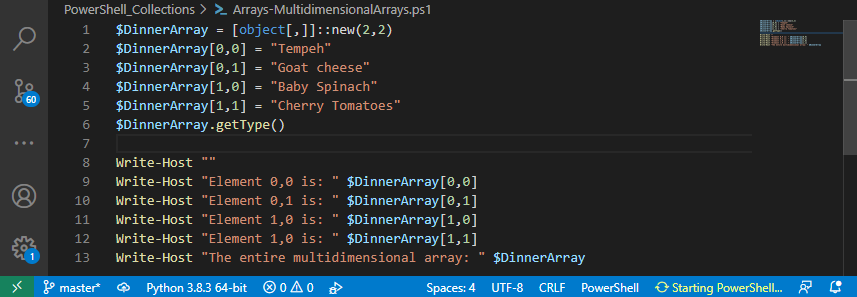 PowerShell_Collections > Arrays-MultidimensionalArrays.ps1
1 $DinnerArray = [object[,]]::new(2,2)
2 $DinnerArray[0,0] = "Tempeh"
3 $DinnerArray[0,1] = "Goat cheese"
4 $DinnerArray[1,0] = "Baby Spinach"
5 $DinnerArray[1,1] = "Cherry Tomatoes"
6 $DinnerArray.getType()
7
8 Write-Host ""
9 Write-Host "Element 0,0 is: " $DinnerArray[0,0]
10 Write-Host "Element 0,1 is: " $DinnerArray[0,1]
11 Write-Host "Element 1,0 is: " $DinnerArray[1,0]
12 Write-Host "Element 1,0 is: " $DinnerArray[1,1]
13 Write-Host "The entire multidimensional array: " $DinnerArray
60
1
master* Python 3.8.3 64-bit 0 0 Spaces: 4 UTF-8 CRLF PowerShell Starting PowerShell...